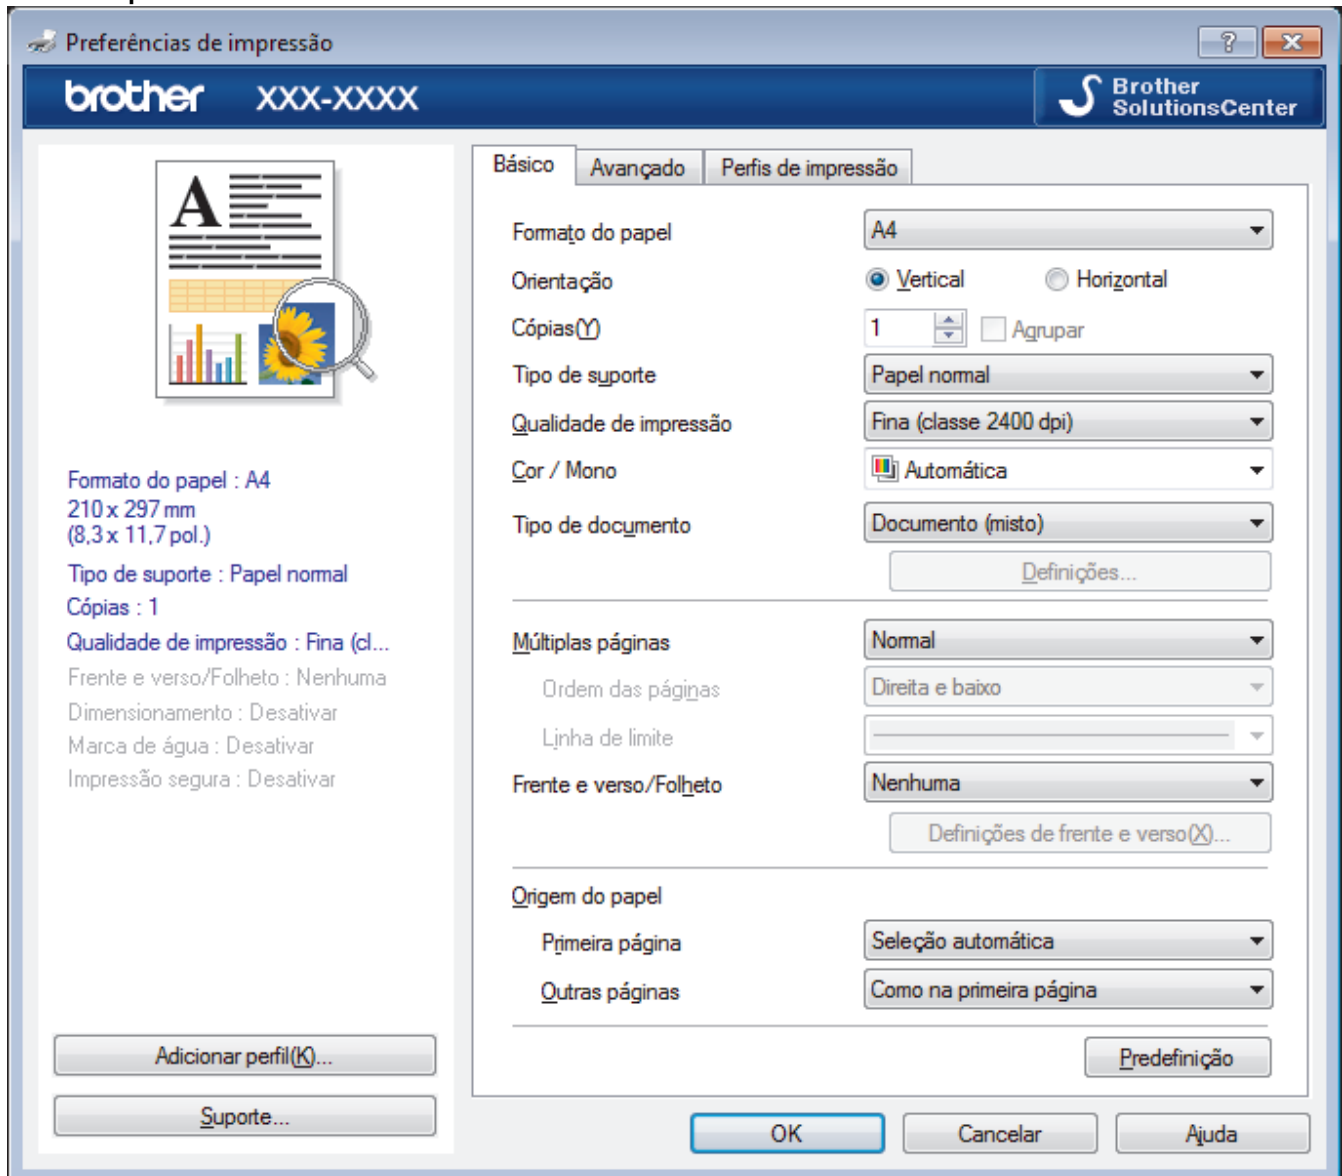 Preferências de impressão
brother XXX-XXXX
Brother
SolutionsCenter
A
Formato do papel : A4
210 x 297 mm
(8,3 x 11,7 pol.)
Tipo de suporte : Papel normal
Cópias : 1
Qualidade de impressão : Fina (cl...
Frente e verso/Folheto : Nenhuma
Dimensionamento : Desativar
Marca de água : Desativar
Impressão segura : Desativar
Adicionar perfil(K)...
Suporte...
Básico Avançado Perfis de impressão
Formato do papel A4
Orientação Vertical Horizontal
Cópias(Y) 1 Agrupar
Tipo de suporte Papel normal
Qualidade de impressão Fina (classe 2400 dpi)
Cor / Mono Automática
Tipo de documento Documento (misto)
Definições...
Múltiplas páginas Normal
Ordem das páginas Direita e baixo
Linha de limite
Frente e verso/Folheto Nenhuma
Definições de frente e verso(X)...
Origem do papel
Primeira página Seleção automática
Outras páginas Como na primeira página
Predefinição
OK Cancelar Ajuda